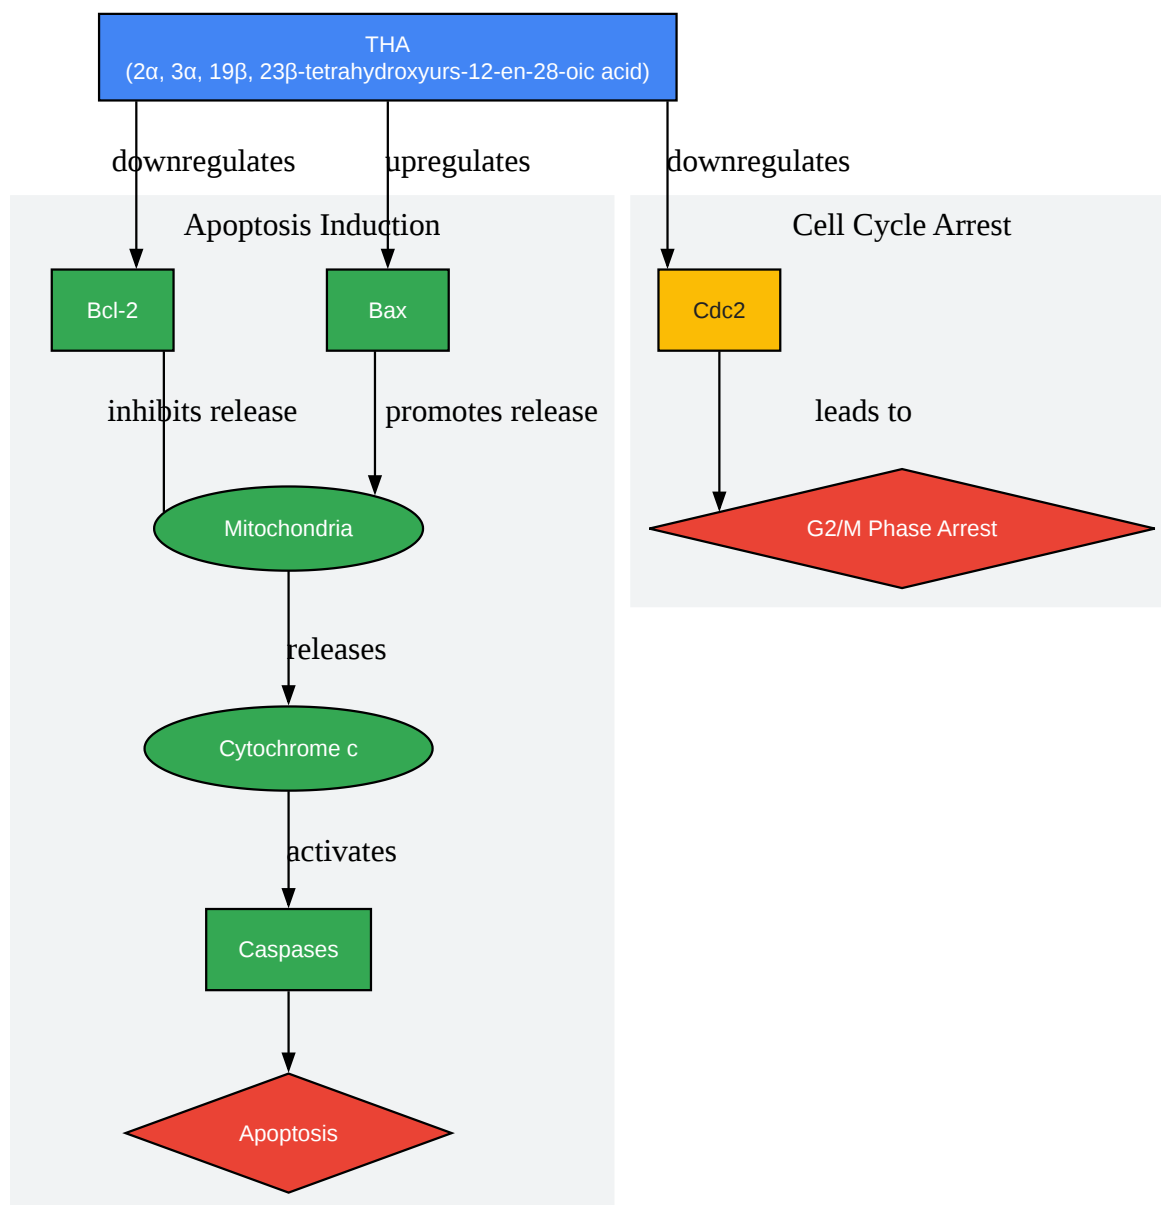 THA
(2α, 3α, 19β, 23β-tetrahydroxyurs-12-en-28-oic acid)
downregulates
upregulates
downregulates
Apoptosis Induction
Cell Cycle Arrest
Bcl-2
Bax
Cdc2
inhibits release
promotes release
leads to
Mitochondria
G2/M Phase Arrest
releases
Cytochrome c
activates
Caspases
Apoptosis